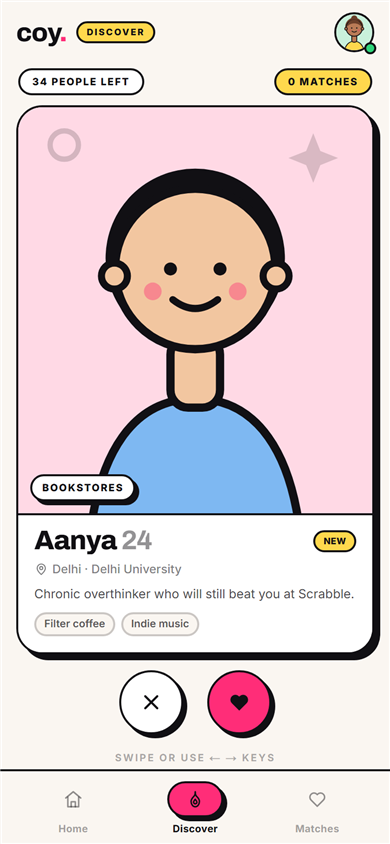 coy. DISCOVER
34 PEOPLE LEFT 0 MATCHES
BOOKSTORES
Aanya 24 NEW
Delhi · Delhi University
Chronic overthinker who will still beat you at Scrabble.
Filter coffee Indie music
SWIPE OR USE ← → KEYS
Home Discover Matches